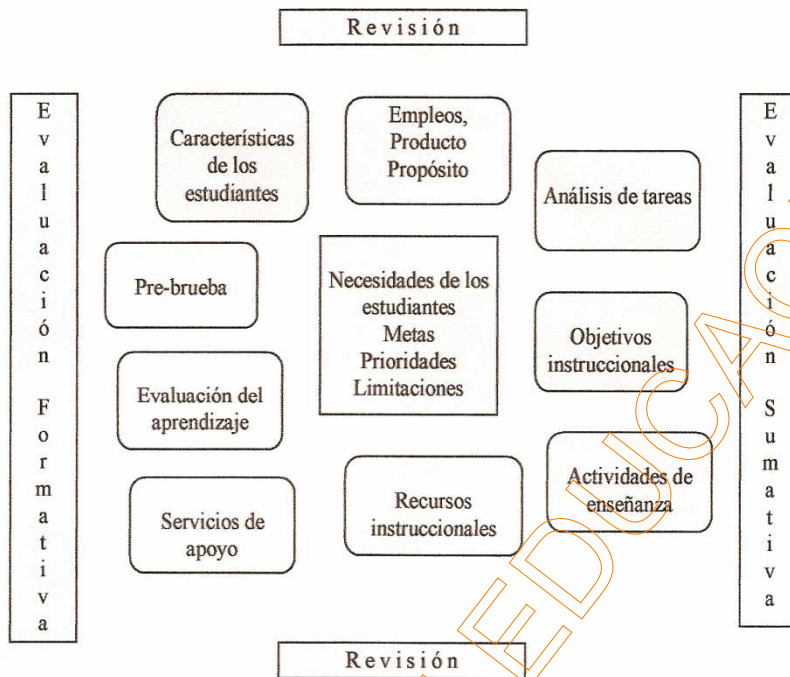 Revisión
Evaluación Formativa
Características
de los
estudiantes
Empleos,
Producto
Propósito
Análisis de tareas
Evaluación Sumativa
Pre-brueba
Necesidades de los
estudiantes
Metas
Prioridades
Limitaciones
Objetivos
instruccionales
Evaluación del
aprendizaje
Servicios de
apoyo
Recursos
instruccionales
Actividades de
enseñanza
Revisión
EDUCAC